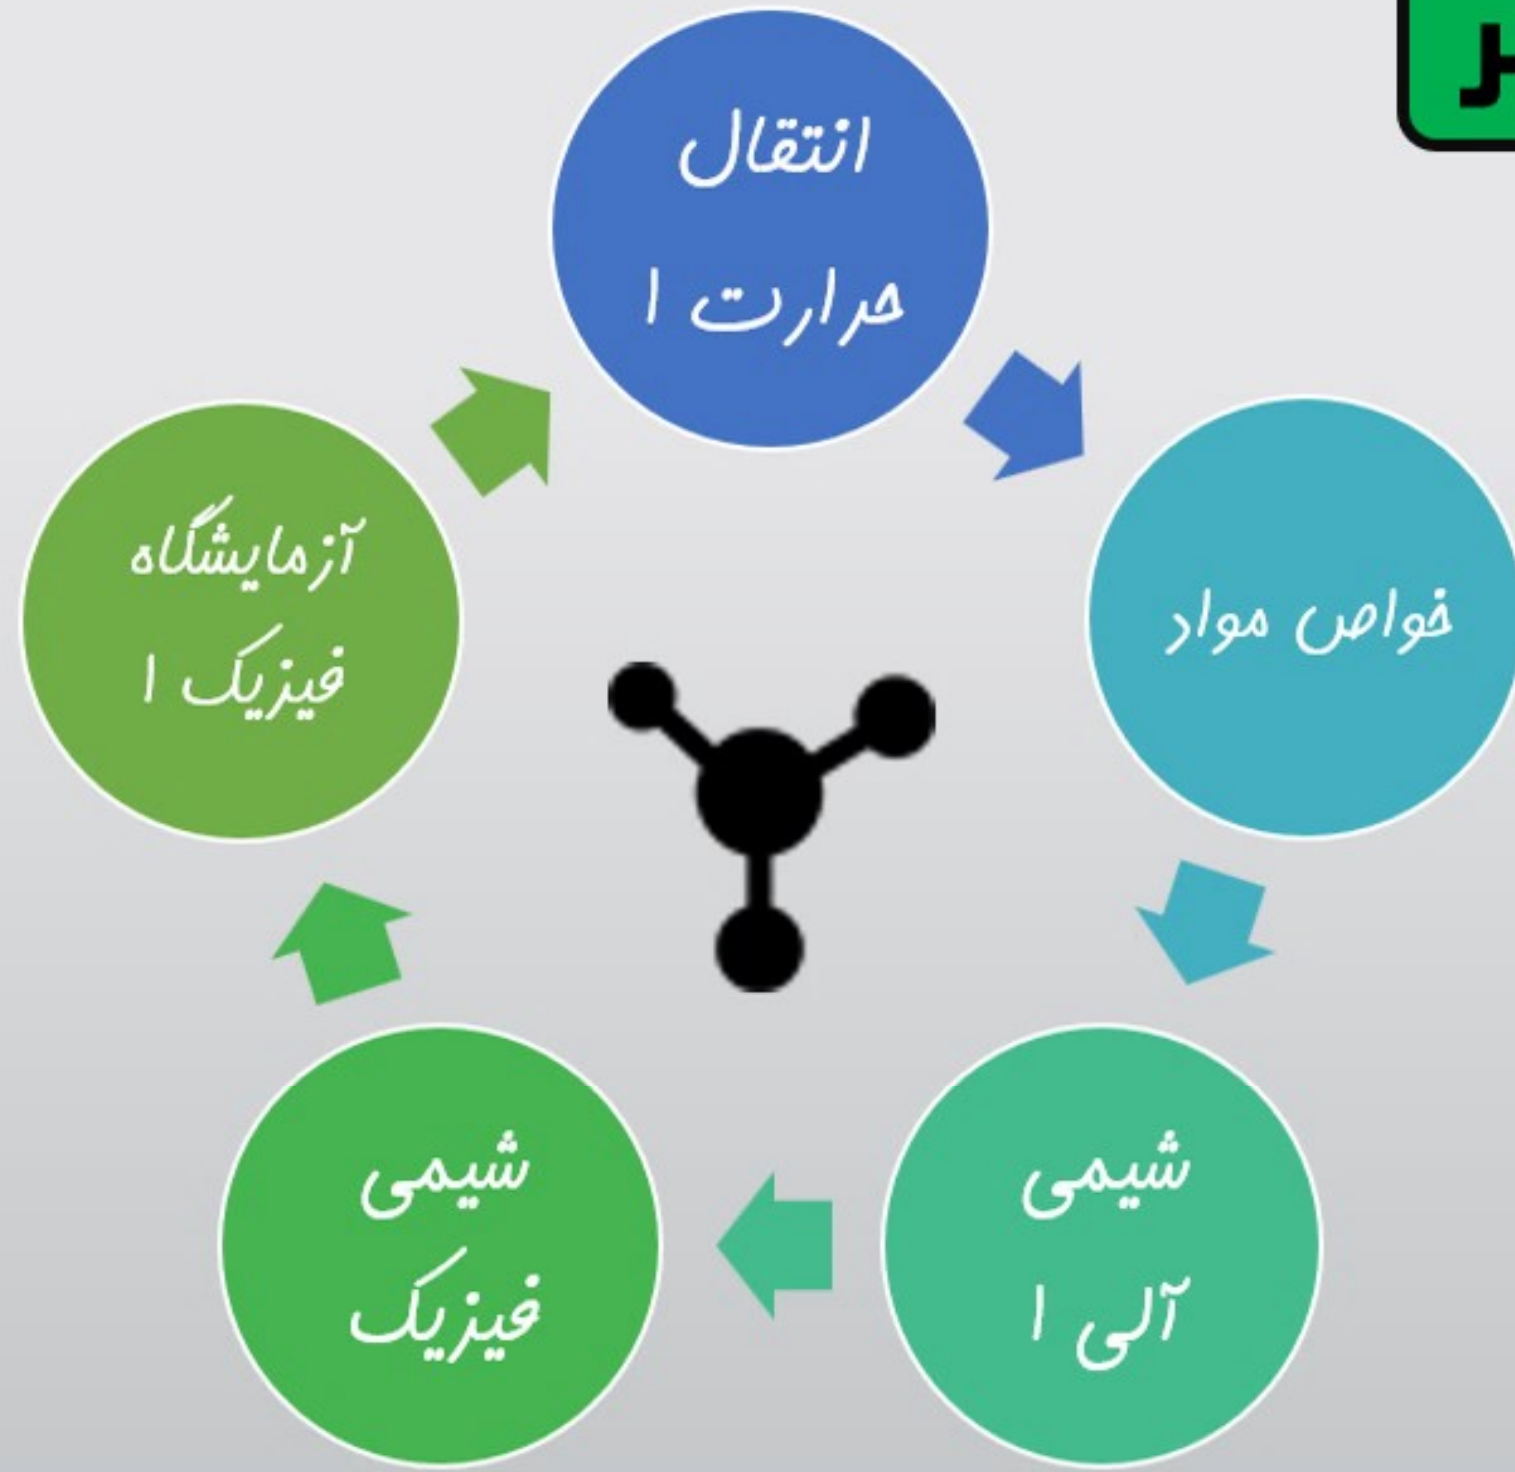 انتقال
حرارت ۱
خواص مواد
شیمی
آلی ۱
شیمی
فیزیک
آزمایشگاه
فیزیک ۱